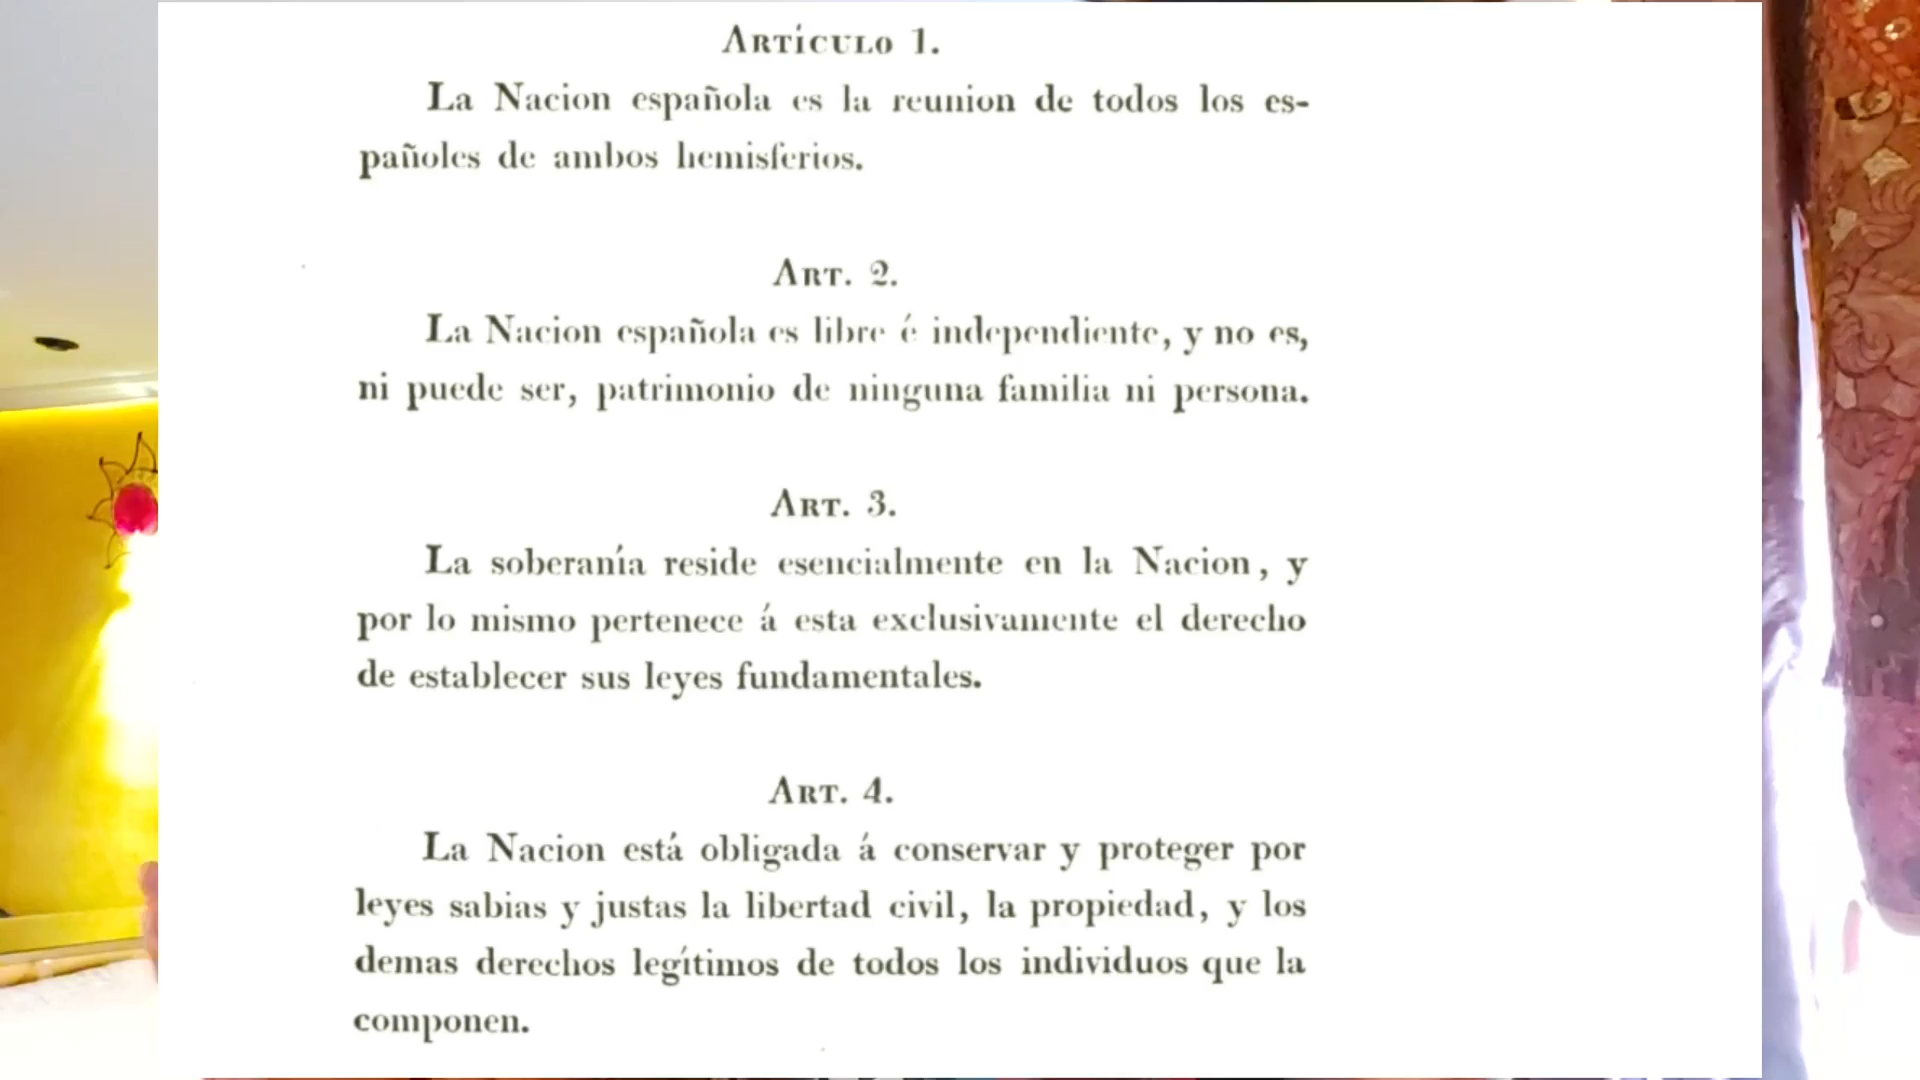 ARTÍCULO 1.
La Nacion española es la reunion de todos los es-
pañoles de ambos hemisferios.
ART. 2.
La Nacion española es libre é independiente, y no es,
ni puede ser, patrimonio de ninguna familia ni persona.
ART. 3.
La soberanía reside esencialmente en la Nacion, y
por lo mismo pertenece á esta exclusivamente el derecho
de establecer sus leyes fundamentales.
ART. 4.
La Nacion está obligada á conservar y proteger por
leyes sabias y justas la libertad civil, la propiedad, y los
demas derechos legítimos de todos los individuos que la
componen.